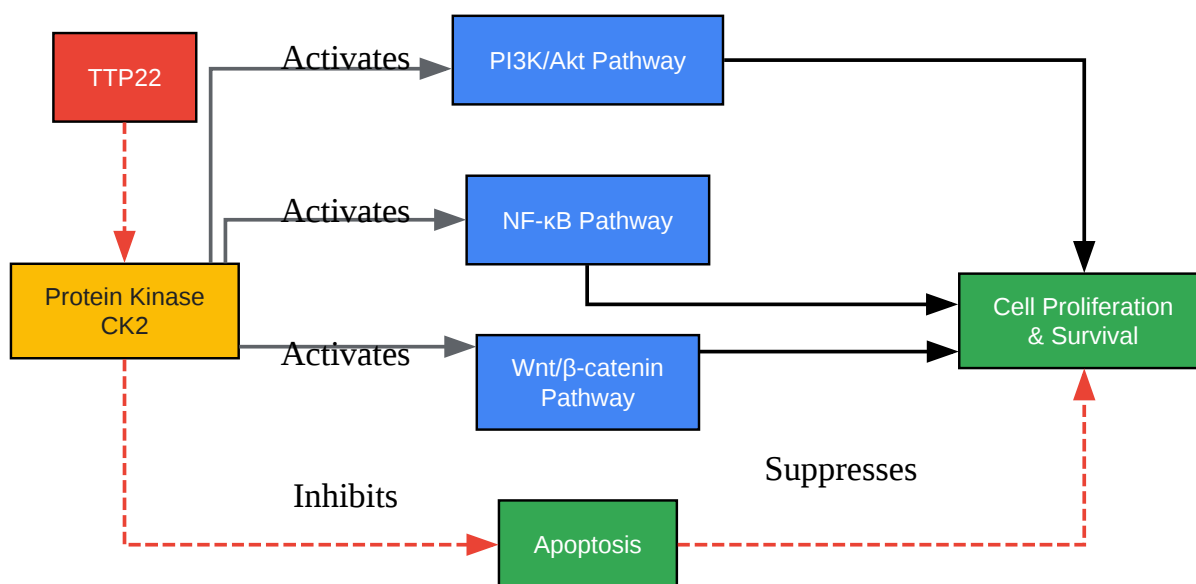 TTP22
Activates
PI3K/Akt Pathway
Activates
NF-κB Pathway
Protein Kinase
CK2
Cell Proliferation
& Survival
Activates
Wnt/β-catenin
Pathway
Suppresses
Inhibits
Apoptosis